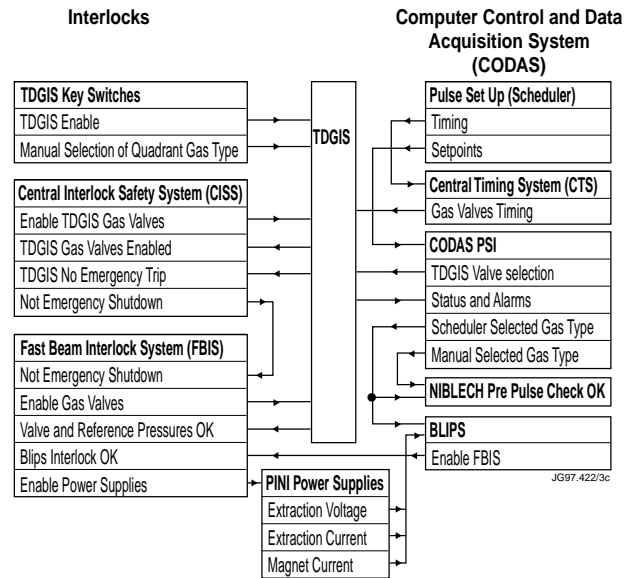 Interlocks
Computer Control and Data
Acquisition System
(CODAS)
TDGIS Key Switches
TDGIS Enable
Manual Selection of Quadrant Gas Type
Central Interlock Safety System (CISS)
Enable TDGIS Gas Valves
TDGIS Gas Valves Enabled
TDGIS No Emergency Trip
Not Emergency Shutdown
Fast Beam Interlock System (FBIS)
Not Emergency Shutdown
Enable Gas Valves
Valve and Reference Pressures OK
Blips Interlock OK
Enable Power Supplies
TDGIS
PINI Power Supplies
Extraction Voltage
Extraction Current
Magnet Current
Pulse Set Up (Scheduler)
Timing
Setpoints
Central Timing System (CTS)
Gas Valves Timing
CODAS PSI
TDGIS Valve selection
Status and Alarms
Scheduler Selected Gas Type
Manual Selected Gas Type
NIBLECH Pre Pulse Check OK
BLIPS
Enable FBIS
JG97.422/3c